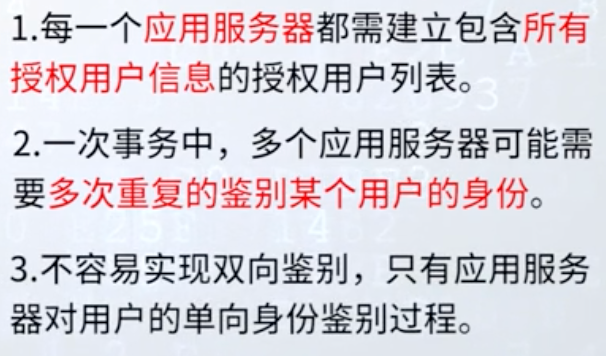 1.每一个应用服务器都需建立包含所有
授权用户信息的授权用户列表。
2.一次事务中，多个应用服务器可能需
要多次重复的鉴别某个用户的身份。
3.不容易实现双向鉴别，只有应用服务
器对用户的单向身份鉴别过程。